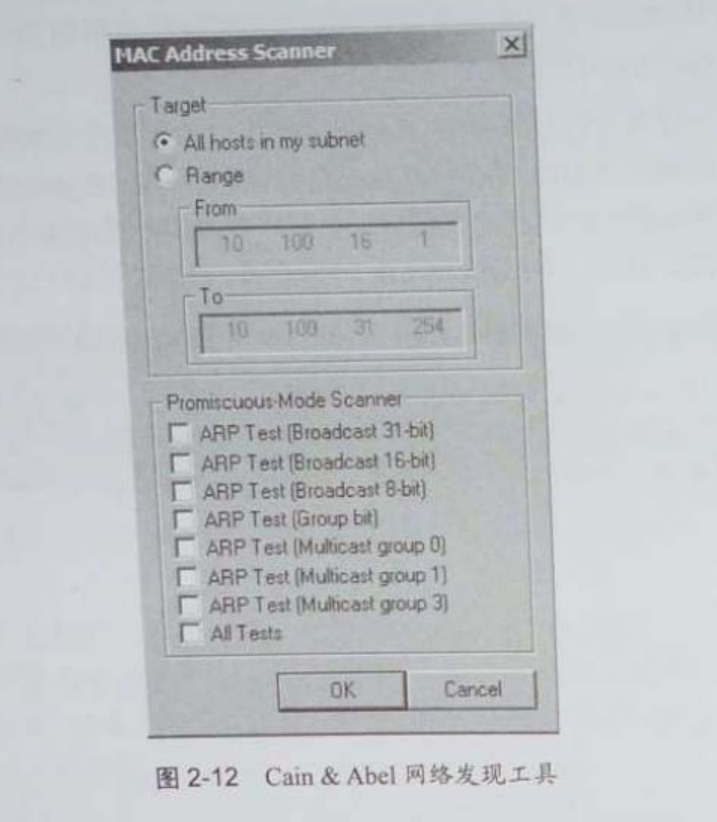 MAC Address Scanner
Target
All hosts in my subnet
Range
From
10 . 100 . 16 . 1
To
10 . 100 . 31 . 254
Promiscuous-Mode Scanner
ARP Test (Broadcast 31-bit)
ARP Test (Broadcast 16-bit)
ARP Test (Broadcast 8-bit)
ARP Test (Group bit)
ARP Test (Multicast group 0)
ARP Test (Multicast group 1)
ARP Test (Multicast group 3)
All Tests
OK Cancel
图 2-12 Cain & Abel 网络发现工具